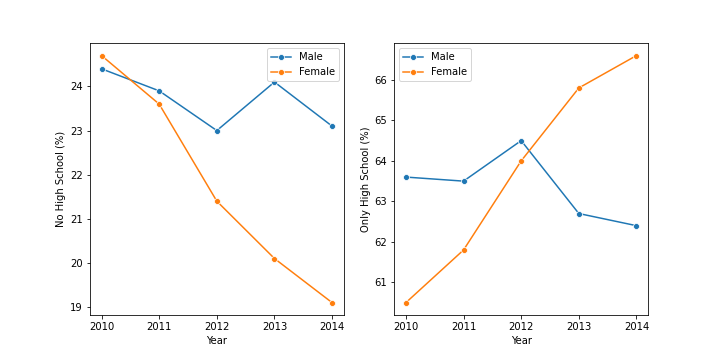 Male
Female
No High School (%)
24
23
22
21
20
19
2010 2011 2012 2013 2014
Year
Male
Female
Only High School (%)
66
65
64
63
62
61
2010 2011 2012 2013 2014
Year